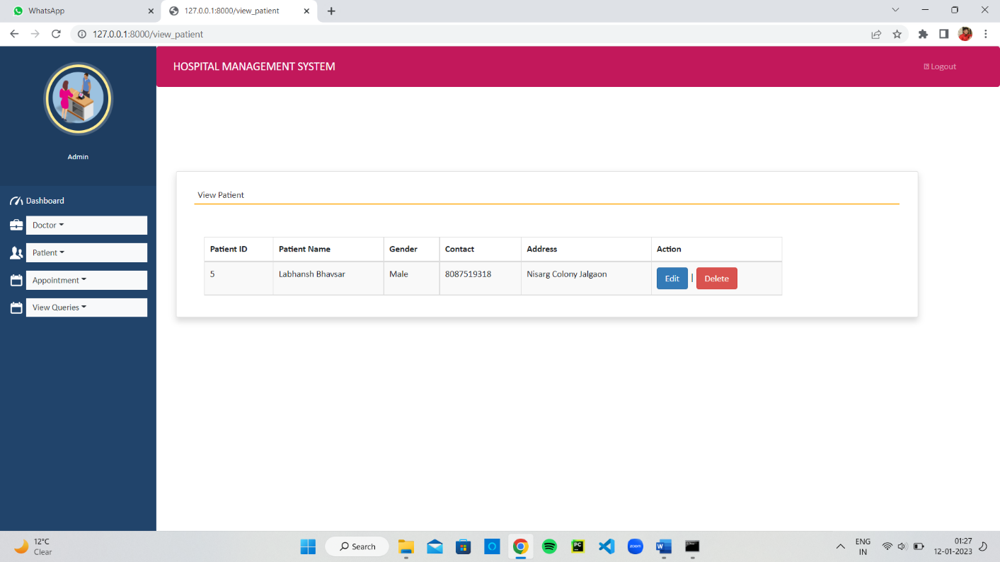 WhatsApp
127.0.0.1:8000/view_patient
127.0.0.1:8000/view_patient
HOSPITAL MANAGEMENT SYSTEM
Logout
Admin
Dashboard
Doctor
Patient
Appointment
View Queries
View Patient
Patient ID Patient Name Gender Contact Address Action
5 Labhansh Bhavsar Male 8087519318 Nisarg Colony Jalgaon Edit | Delete
12°C
Clear
Search
PC
zoom
W
ENG
IN
01:27
12-01-2023